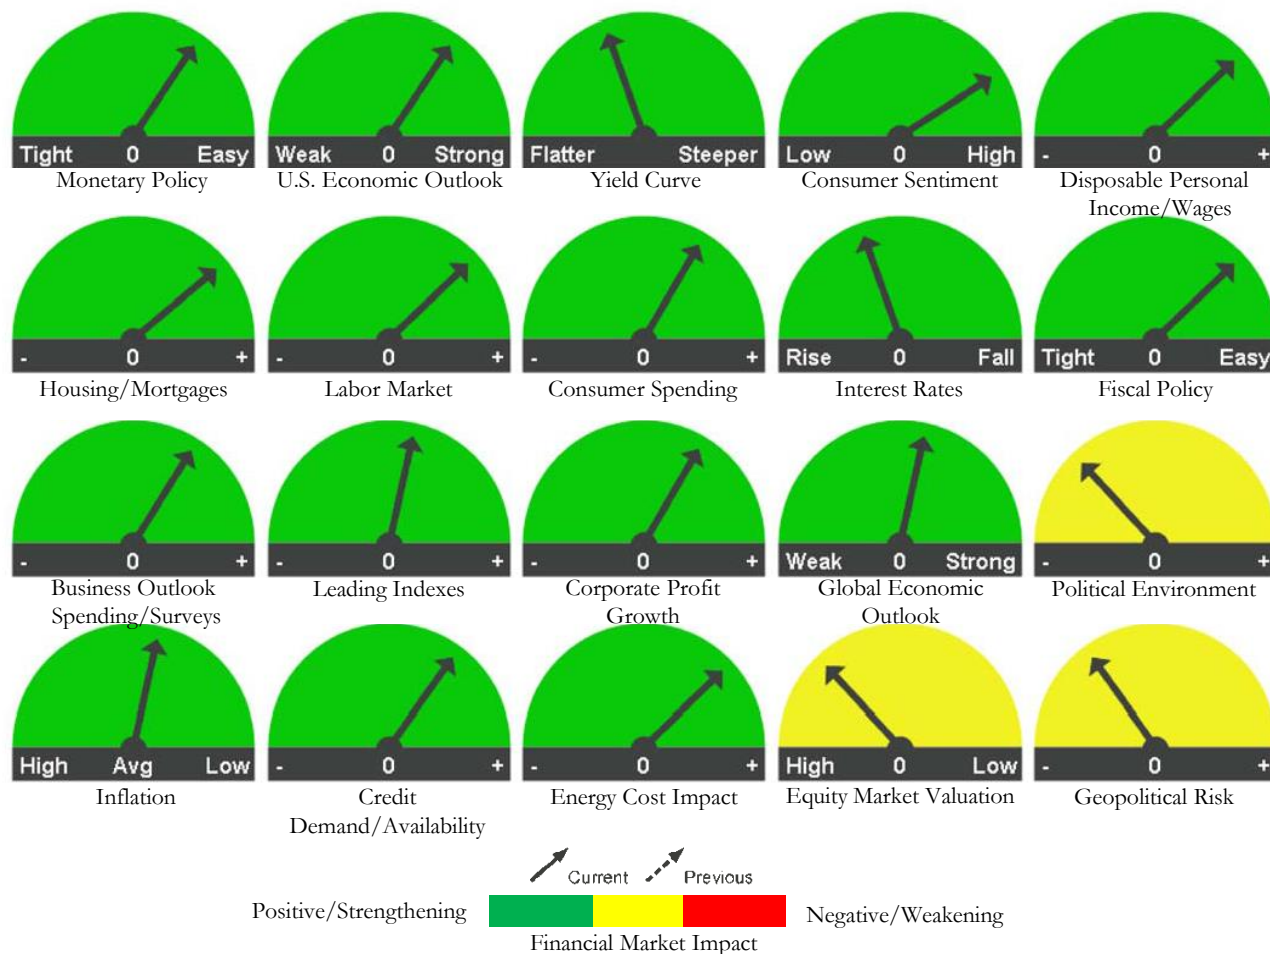 Tight 0 Easy
Weak 0 Strong
Flatter Steeper
Low 0 High
- 0 +
Monetary Policy
U.S. Economic Outlook
Yield Curve
Consumer Sentiment
Disposable Personal
Income/Wages
- 0 +
- 0 +
- 0 +
Rise 0 Fall
Tight 0 Easy
Housing/Mortgages
Labor Market
Consumer Spending
Interest Rates
Fiscal Policy
- 0 +
- 0 +
- 0 +
Weak 0 Strong
- 0 +
Business Outlook
Spending/Surveys
Leading Indexes
Corporate Profit
Growth
Global Economic
Outlook
Political Environment
High Avg Low
- 0 +
- 0 +
High 0 Low
- 0 +
Inflation
Credit
Demand/Availability
Energy Cost Impact
Equity Market Valuation
Geopolitical Risk
Current Previous
Positive/Strengthening
Negative/Weakening
Financial Market Impact